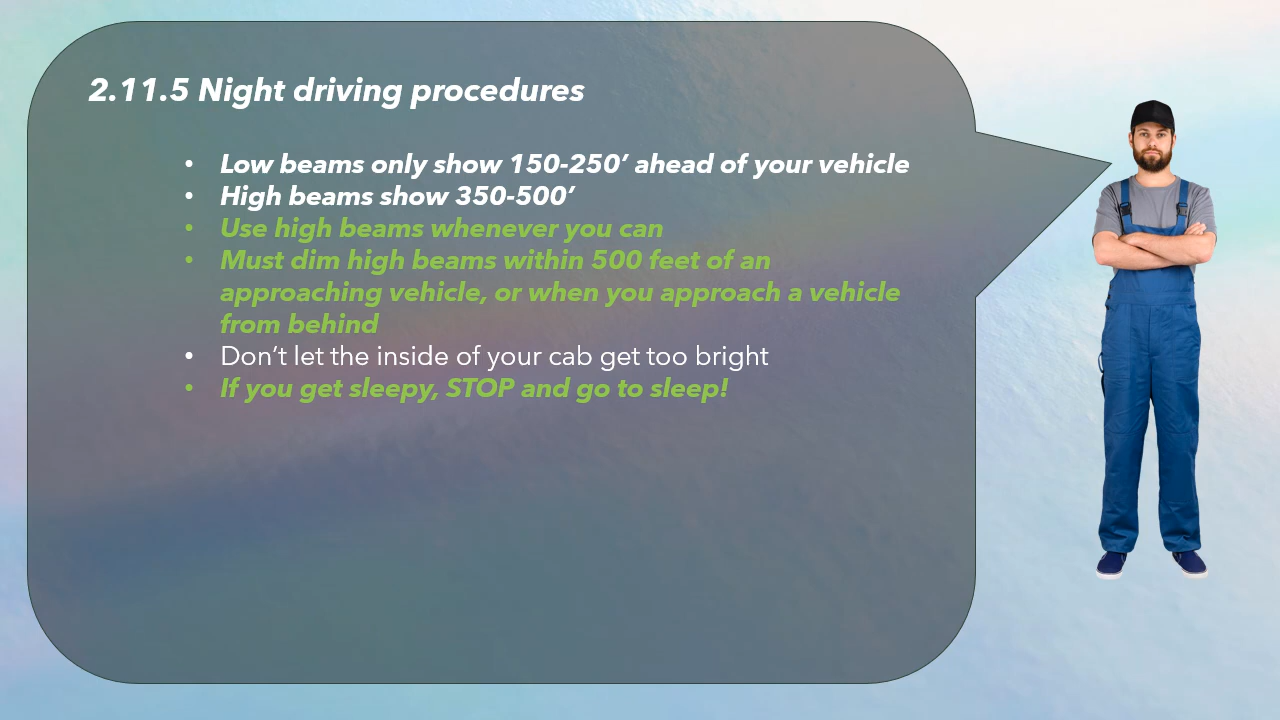 2.11.5 Night driving procedures
• Low beams only show 150-250’ ahead of your vehicle
• High beams show 350-500’
• Use high beams whenever you can
• Must dim high beams within 500 feet of an
approaching vehicle, or when you approach a vehicle
from behind
• Don’t let the inside of your cab get too bright
• If you get sleepy, STOP and go to sleep!